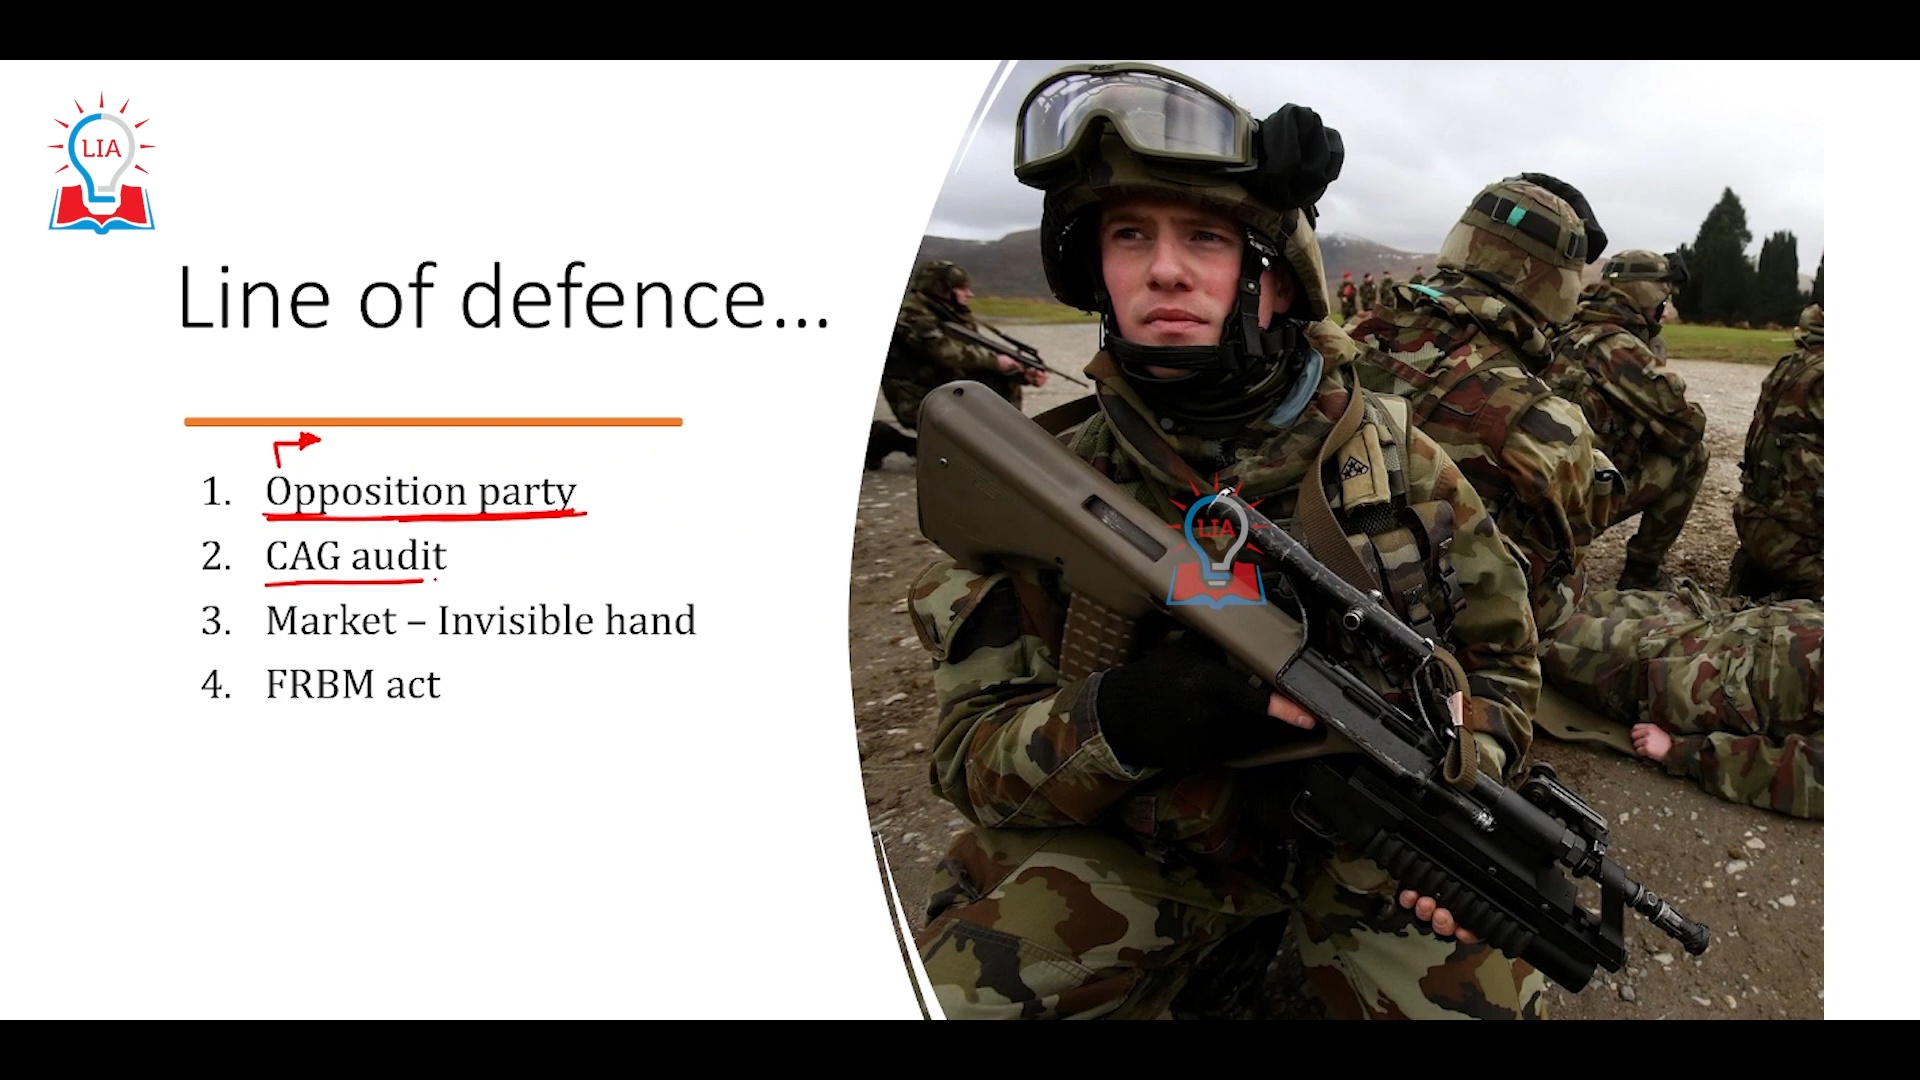 LIA
Line of defence...
1. Opposition party
2. CAG audit
3. Market – Invisible hand
4. FRBM act
LIA